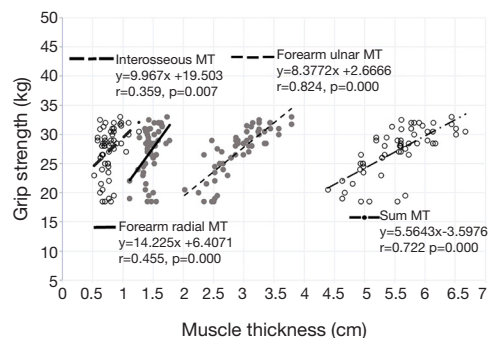 50
45
40
35
30
25
20
15
10
5
Grip strength (kg)
Interosseous MT
y=9.967x +19.503
r=0.359, p=0.007
Forearm ulnar MT
y=8.3772x +2.6666
r=0.824, p=0.000
Forearm radial MT
y=14.225x +6.4071
r=0.455, p=0.000
Sum MT
y=5.5643x-3.5976
r=0.722 p=0.000
0 0.5 1 1.5 2 2.5 3 3.5 4 4.5 5 5.5 6 6.5 7
Muscle thickness (cm)